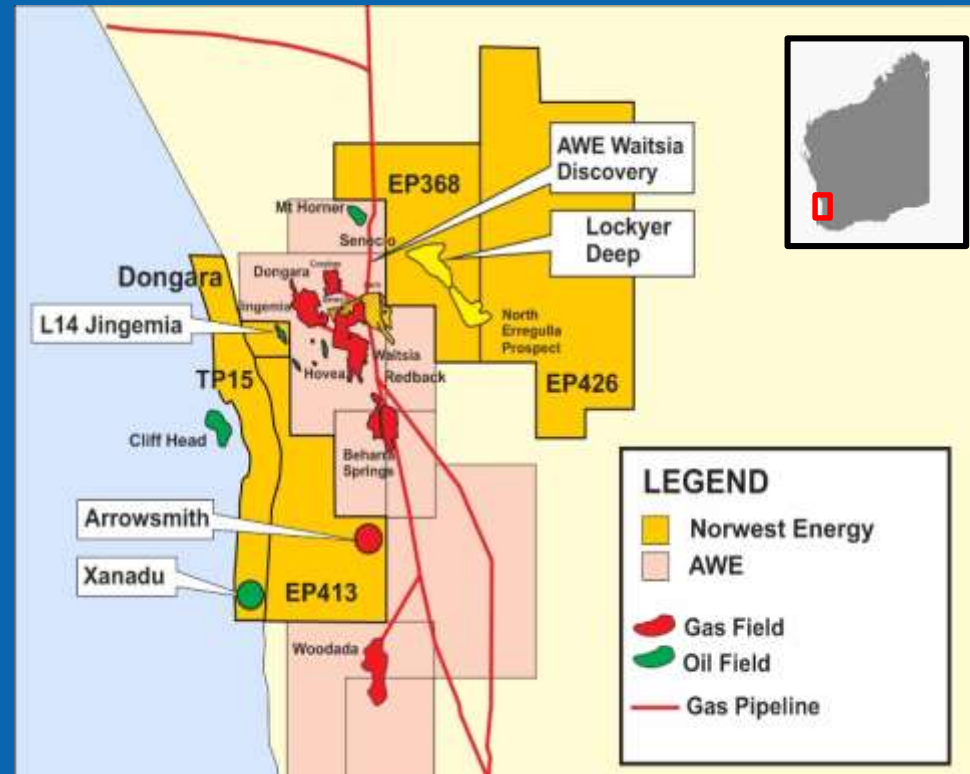 AWE Waitsia
Discovery
EP368
Mt Horner
Lockyer
Deep
Senecio
Dongara
Dongara
Jingemia
L14 Jingemia
North
Erregulla
Prospect
Waitsia
Hovea
Redback
TP15
EP426
Cliff Head
Beharra
Springs
LEGEND
Norwest Energy
AWE
Arrowsmith
Xanadu
EP413
Gas Field
Oil Field
Woodada
Gas Pipeline